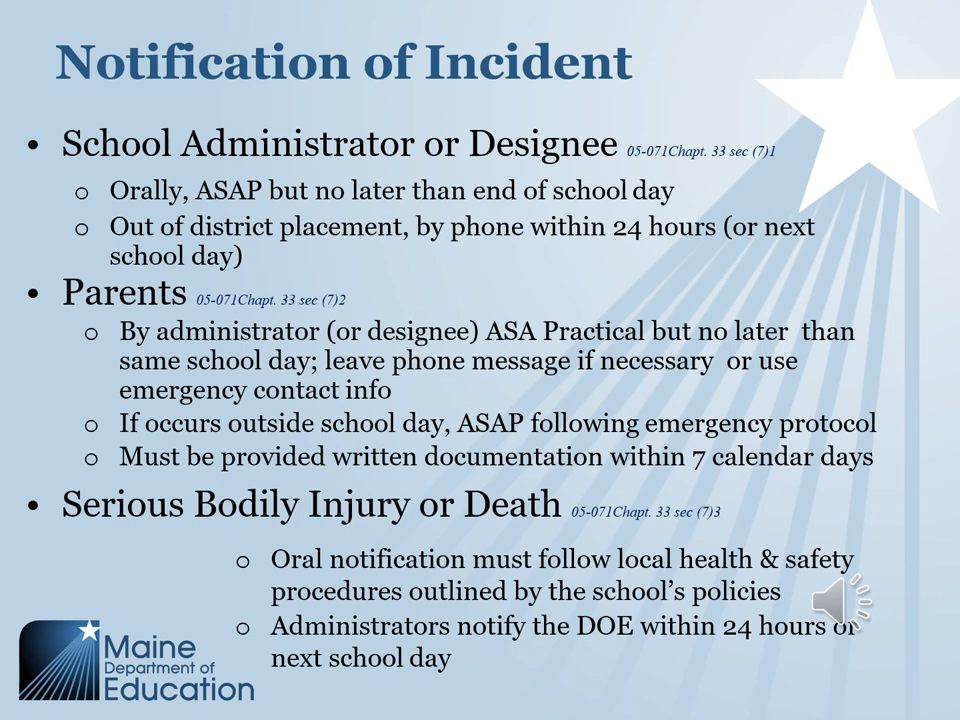 Notification of Incident
• School Administrator or Designee 05-071Chapt. 33 sec (7)1
o Orally, ASAP but no later than end of school day
o Out of district placement, by phone within 24 hours (or next
school day)
• Parents 05-071Chapt. 33 sec (7)2
o By administrator (or designee) ASA Practical but no later than
same school day; leave phone message if necessary or use
emergency contact info
o If occurs outside school day, ASAP following emergency protocol
o Must be provided written documentation within 7 calendar days
• Serious Bodily Injury or Death 05-071Chapt. 33 sec (7)3
o Oral notification must follow local health & safety
procedures outlined by the school’s policies
o Administrators notify the DOE within 24 hours or
next school day
Maine
Department of
Education